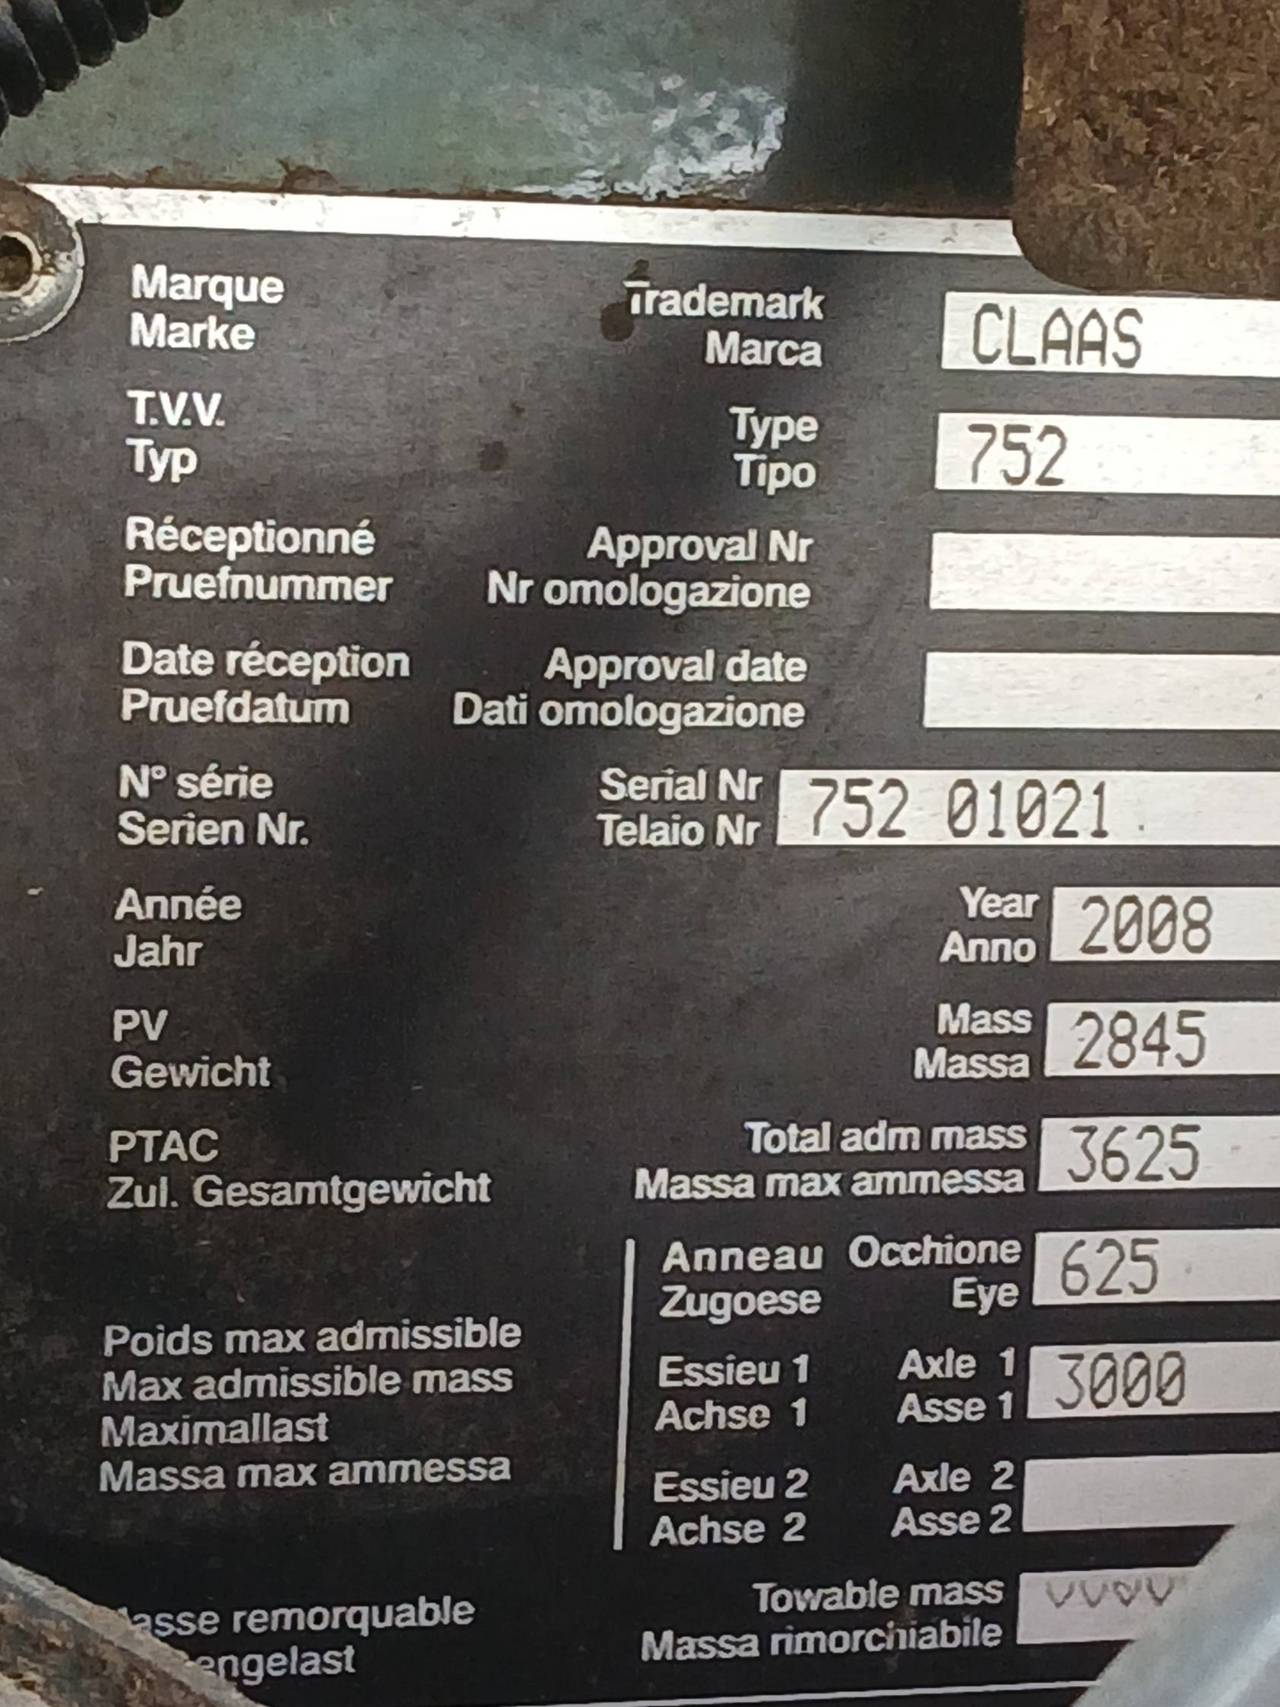 Marque Trademark CLAAS
Marke Marca
T.V.V. Type 752
Typ Tipo
Réceptionné Approval Nr
Pruefnummer Nr omologazione
Date réception Approval date
Pruefdatum Dati omologazione
N° série Serial Nr 752 01021
Serien Nr. Telaio Nr
Année Year 2008
Jahr Anno
PV Mass 2845
Gewicht Massa
PTAC Total adm mass 3625
Zul. Gesamtgewicht Massa max ammessa
Anneau Occhione 625
Zugoese Eye
Poids max admissible Essieu 1 Axle 1 3000
Max admissible mass Achse 1 Asse 1
Maximallast
Massa max ammessa Essieu 2 Axle 2
Achse 2 Asse 2
asse remorquable Towable mass
engelast Massa rimorchiabile